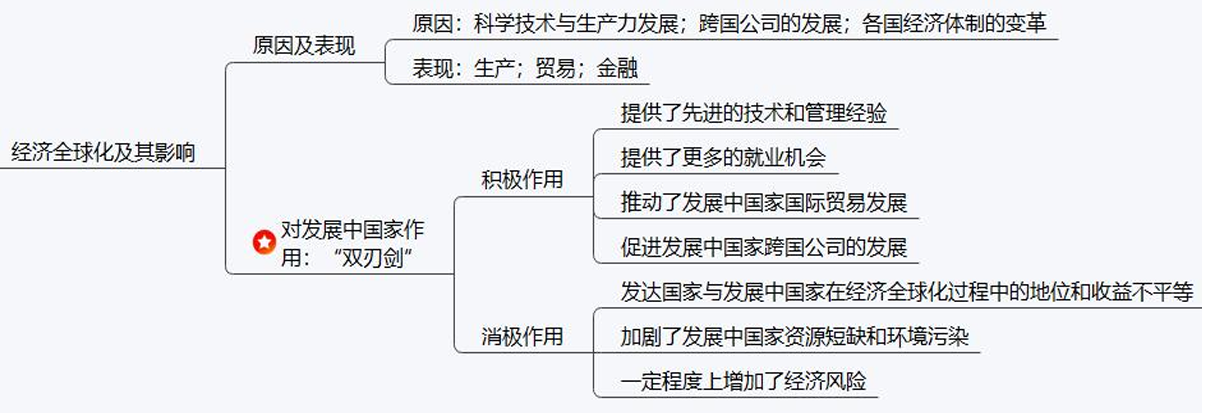 经济全球化及其影响
原因及表现
原因：科学技术与生产力发展；跨国公司的发展；各国经济体制的变革
表现：生产；贸易；金融
对发展中国家作
用：“双刃剑“
积极作用
提供了先进的技术和管理经验
提供了更多的就业机会
推动了发展中国家国际贸易发展
促进发展中国家跨国公司的发展
消极作用
发达国家与发展中国家在经济全球化过程中的地位和收益不平等
加剧了发展中国家资源短缺和环境污染
一定程度上增加了经济风险